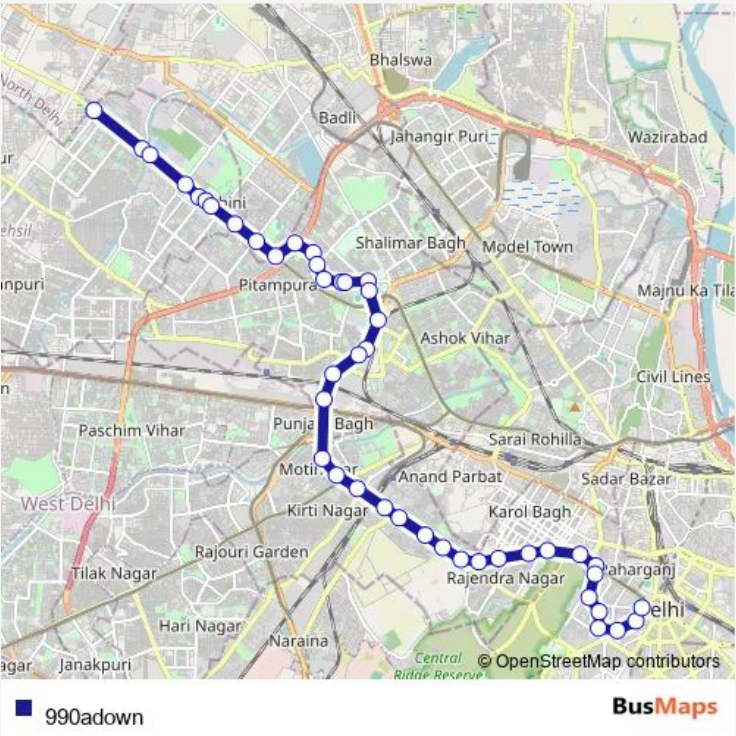 Bhalswa
North Delhi
Badli
Jahangir Puri
Wazirabad
Shalimar Bagh
Model Town
Pitampura
Majnu Ka Tila
Ashok Vihar
Civil Lines
Paschim Vihar
Sarai Rohilla
Anand Parbat
Sadar Bazar
West Delhi
Kirti Nagar
Karol Bagh
Rajouri Garden
Tilak Nagar
Rajendra Nagar
Paharganj
elhi
Hari Nagar
Naraina
Janakpuri
Central
Ridge Reserve
© OpenStreetMap contributors
990adown
BusMaps